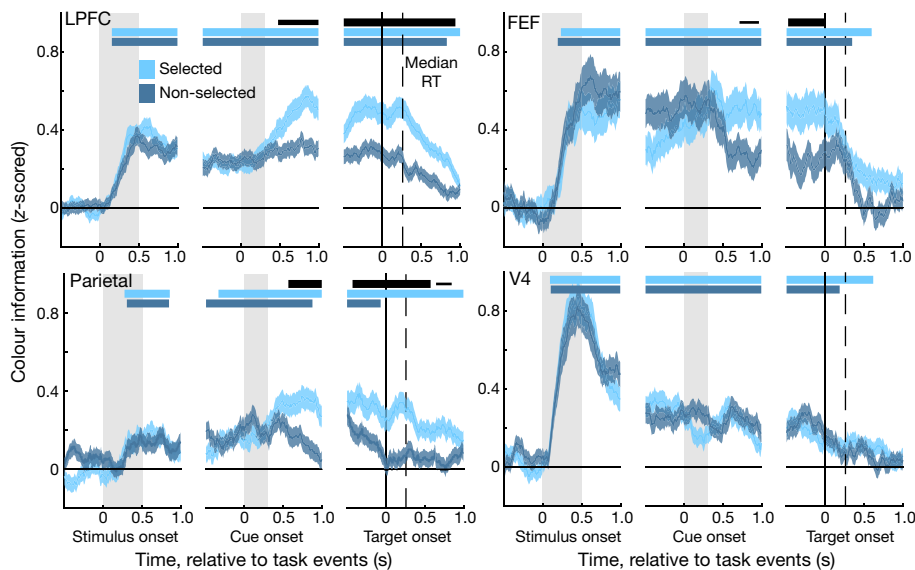 LPFC
0.8
0.4
0
Selected
Non-selected
Median
RT
0 0.5 1.0 0 0.5 1.0 0 0.5 1.0
FEF
0 0.5 1.0 0 0.5 1.0 0 0.5 1.0
Colour information (z-scored)
Parietal
0.8
0.4
0
0 0.5 1.0 0 0.5 1.0 0 0.5 1.0
Stimulus onset Cue onset Target onset
Time, relative to task events (s)
V4
0.8
0.4
0
0 0.5 1.0 0 0.5 1.0 0 0.5 1.0
Stimulus onset Cue onset Target onset
Time, relative to task events (s)